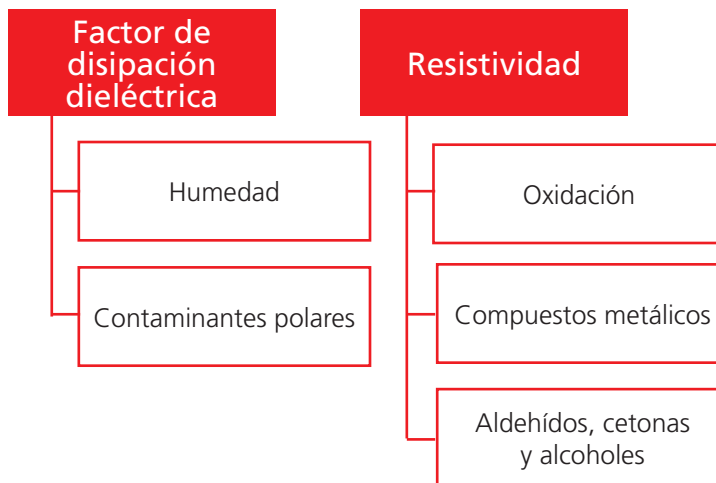 Factor de
disipación
dieléctrica
Humedad
Contaminantes polares
Resistividad
Oxidación
Compuestos metálicos
Aldehídos, cetonas
y alcoholes